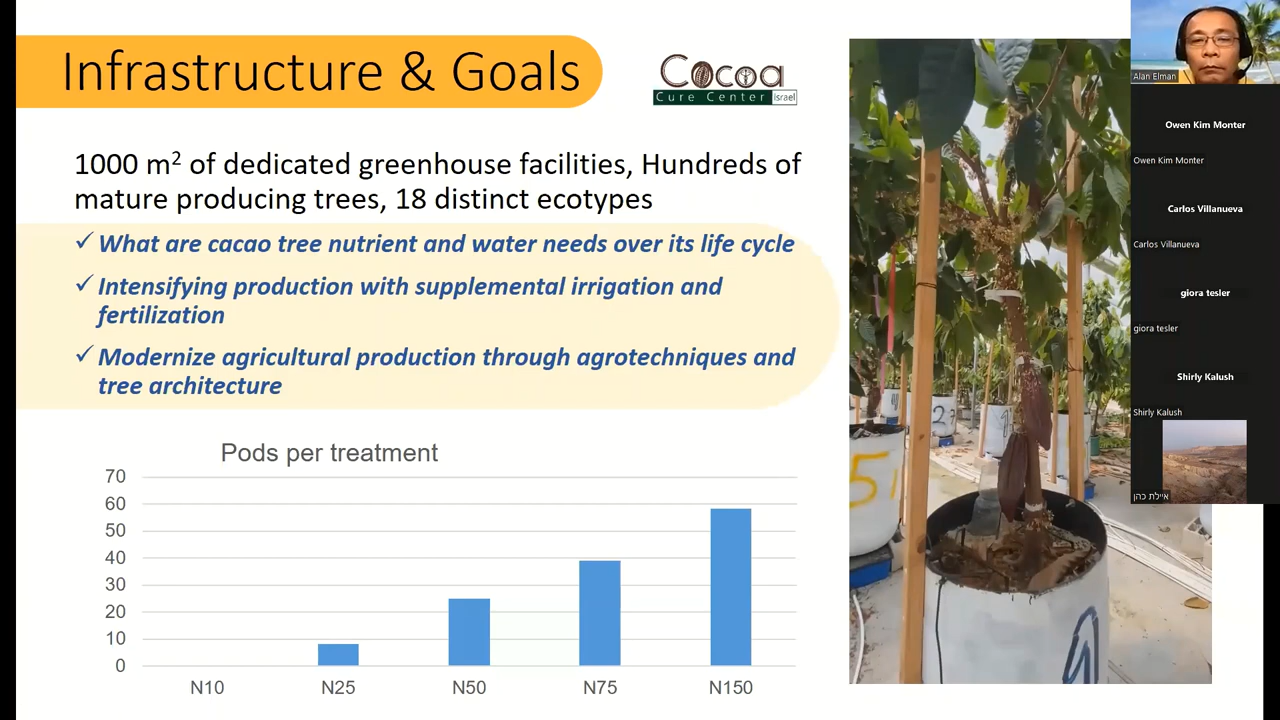 Infrastructure & Goals
Cocoa
Cure Center Israel
1000 m² of dedicated greenhouse facilities, Hundreds of
mature producing trees, 18 distinct ecotypes
✓ What are cacao tree nutrient and water needs over its life cycle
✓ Intensifying production with supplemental irrigation and
fertilization
✓ Modernize agricultural production through agrotechniques and
tree architecture
Pods per treatment
70
60
50
40
30
20
10
0
N10 N25 N50 N75 N150
5
2
1
Alan Elman
Owen Kim Monter
Owen Kim Monter
Carlos Villanueva
Carlos Villanueva
giora tesler
giora tesler
Shirly Kalush
Shirly Kalush
איילת כהן